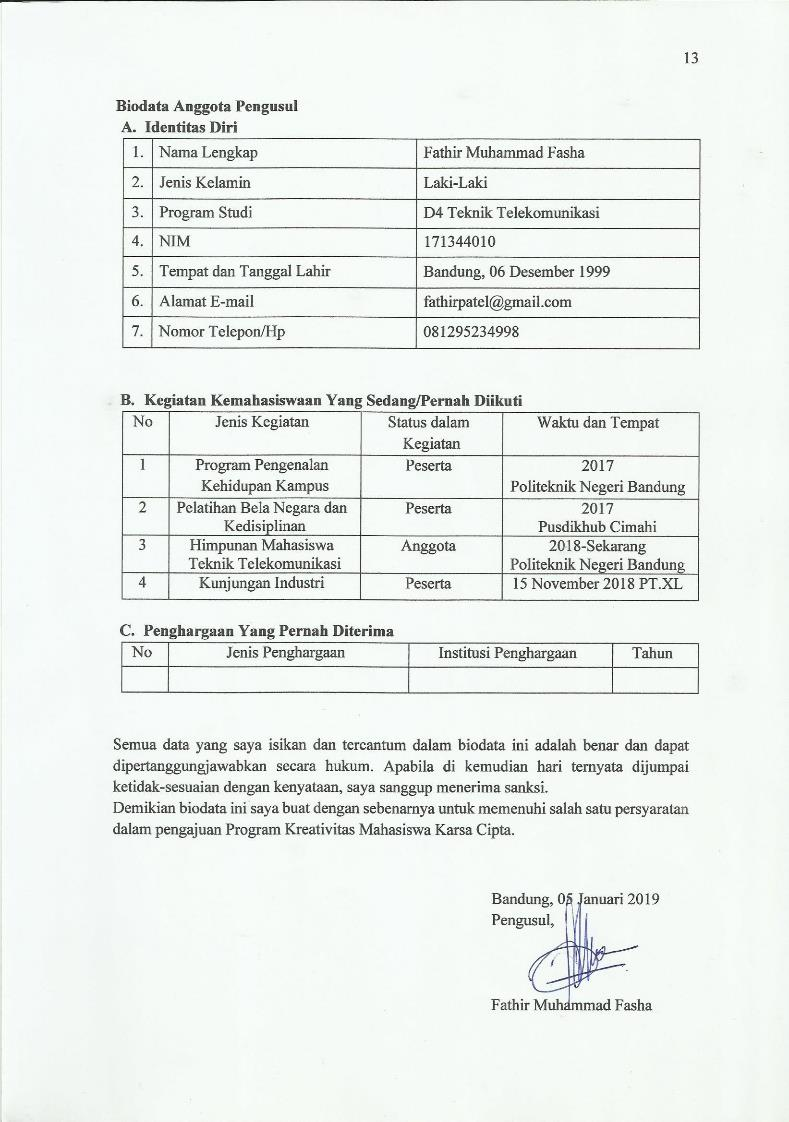 13
Biodata Anggota Pengusul
A. Identitas Diri
1. Nama Lengkap Fathir Muhammad Fasha
2. Jenis Kelamin Laki-Laki
3. Program Studi D4 Teknik Telekomunikasi
4. NIM 171344010
5. Tempat dan Tanggal Lahir Bandung, 06 Desember 1999
6. Alamat E-mail fathirpatel@gmail.com
7. Nomor Telepon/Hp 081295234998
B. Kegiatan Kemahasiswaan Yang Sedang/Pernah Diikuti
No Jenis Kegiatan Status dalam Waktu dan Tempat
Kegiatan
1 Program Pengenalan Peserta 2017
Kehidupan Kampus Politeknik Negeri Bandung
2 Pelatihan Bela Negara dan Peserta 2017
Kedisiplinan Pusdikhub Cimahi
3 Himpunan Mahasiswa Anggota 2018-Sekarang
Teknik Telekomunikasi Politeknik Negeri Bandung
4 Kunjungan Industri Peserta 15 November 2018 PT.XL
C. Penghargaan Yang Pernah Diterima
No Jenis Penghargaan Institusi Penghargaan Tahun
Semua data yang saya isikan dan tercantum dalam biodata ini adalah benar dan dapat
dipertanggungjawabkan secara hukum. Apabila di kemudian hari ternyata dijumpai
ketidak-sesuaian dengan kenyataan, saya sanggup menerima sanksi.
Demikian biodata ini saya buat dengan sebenarnya untuk memenuhi salah satu persyaratan
dalam pengajuan Program Kreativitas Mahasiswa Karsa Cipta.
Bandung, Januari 2019
Pengusul,
Fathir Muhammad Fasha